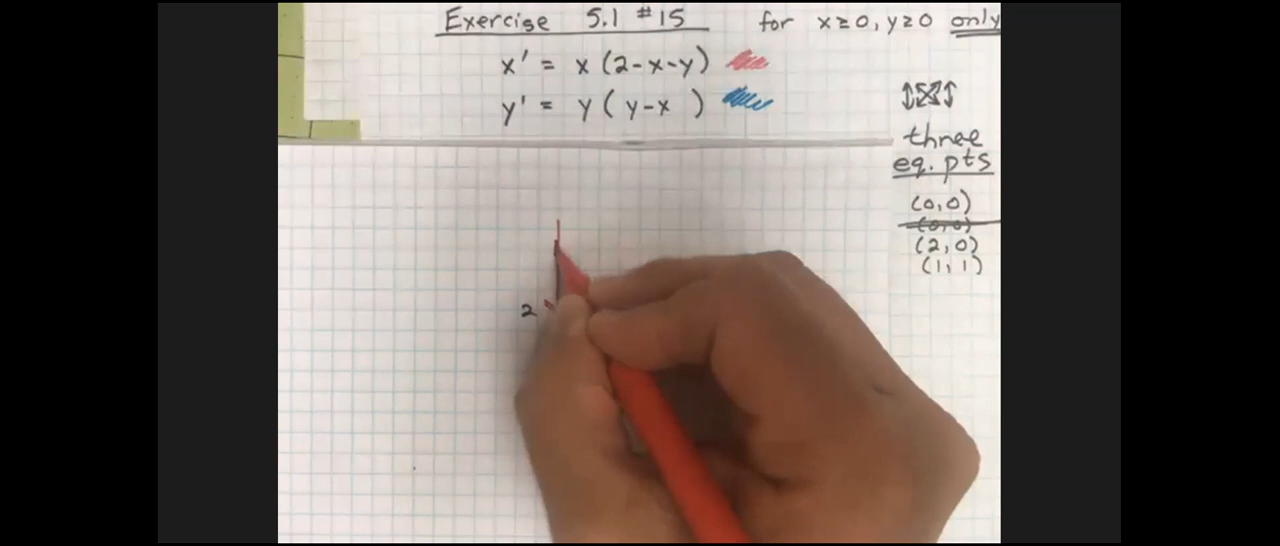 Exercise 5.1 #15 for x≥0, y≥0 only
x' = x(2-x-y)
y' = y(y-x )
three
eq. pts
(0,0)
(0,0)
(2,0)
(1,1)
2